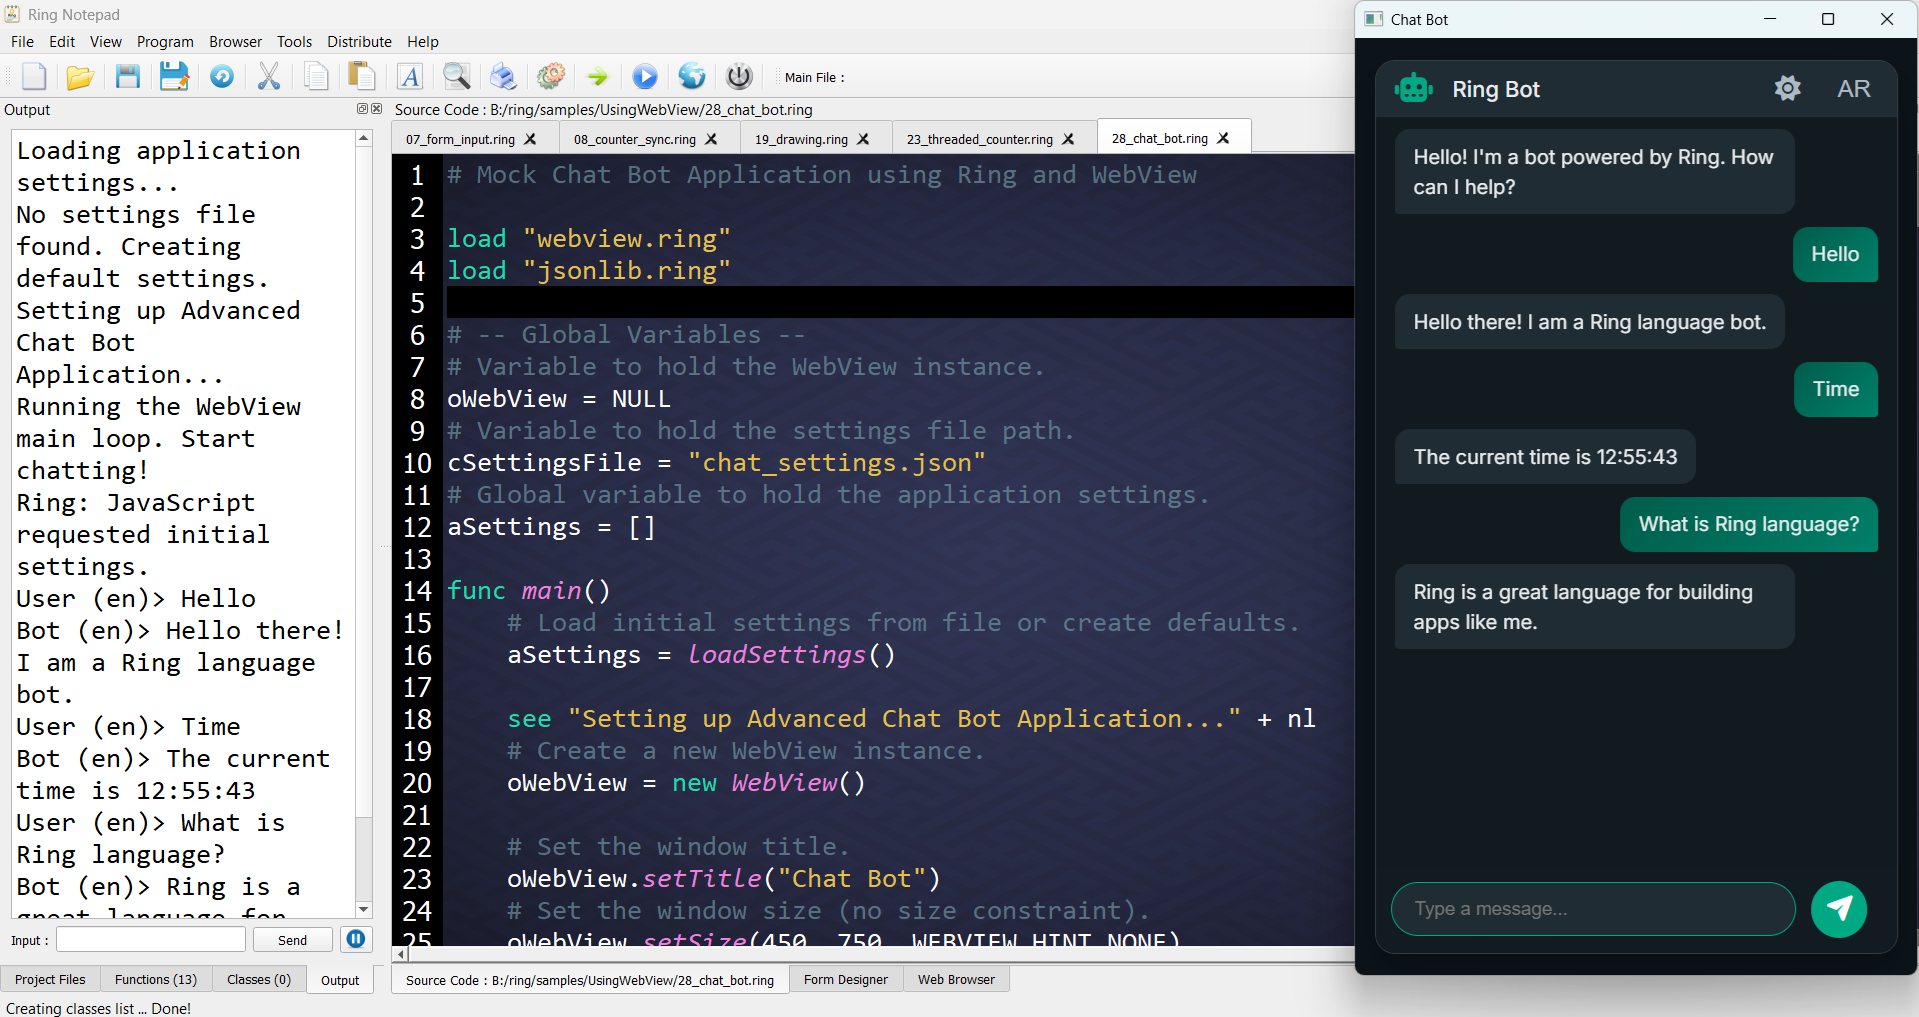 Ring Notepad
File Edit View Program Browser Tools Distribute Help
Main File :
Output
Loading application
settings...
No settings file
found. Creating
default settings.
Setting up Advanced
Chat Bot
Application...
Running the WebView
main loop. Start
chatting!
Ring: JavaScript
requested initial
settings.
User (en)> Hello
Bot (en)> Hello there!
I am a Ring language
bot.
User (en)> Time
Bot (en)> The current
time is 12:55:43
User (en)> What is
Ring language?
Bot (en)> Ring is a
great language for
Input :
Send
Project Files Functions (13) Classes (0) Output
Creating classes list ... Done!
Source Code : B:/ring/samples/UsingWebView/28_chat_bot.ring
07_form_input.ring 08_counter_sync.ring 19_drawing.ring 23_threaded_counter.ring 28_chat_bot.ring
1 # Mock Chat Bot Application using Ring and WebView
2
3 load "webview.ring"
4 load "jsonlib.ring"
5
6 # -- Global Variables --
7 # Variable to hold the WebView instance.
8 oWebView = NULL
9 # Variable to hold the settings file path.
10 cSettingsFile = "chat_settings.json"
11 # Global variable to hold the application settings.
12 aSettings = []
13
14 func main()
15 # Load initial settings from file or create defaults.
16 aSettings = loadSettings()
17
18 see "Setting up Advanced Chat Bot Application..." + nl
19 # Create a new WebView instance.
20 oWebView = new WebView()
21
22 # Set the window title.
23 oWebView.setTitle("Chat Bot")
24 # Set the window size (no size constraint).
25 oWebView.setSize(450, 750, WEBVIEW_HINT_NONE)
Source Code : B:/ring/samples/UsingWebView/28_chat_bot.ring Form Designer Web Browser
Chat Bot
Ring Bot AR
Hello! I'm a bot powered by Ring. How
can I help?
Hello
Hello there! I am a Ring language bot.
Time
The current time is 12:55:43
What is Ring language?
Ring is a great language for building
apps like me.
Type a message...